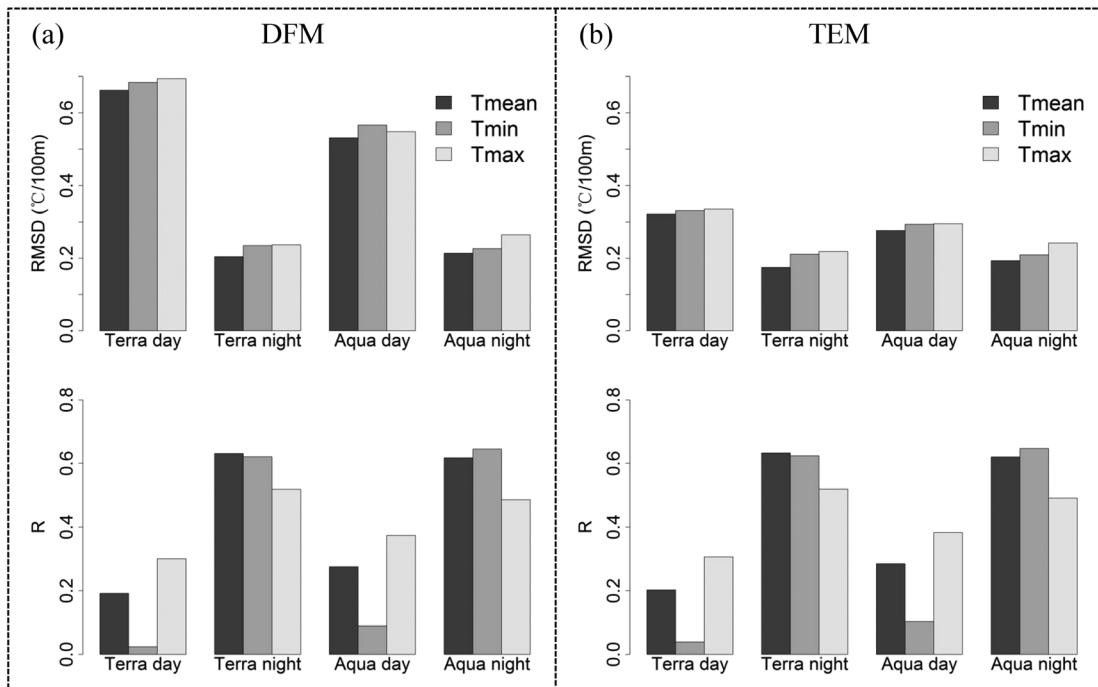 (a) DFM
RMSD (℃/100m)
0.6
0.4
0.2
0.0
Tmean
Tmin
Tmax
Terra day Terra night Aqua day Aqua night
R
0.8
0.6
0.4
0.2
0.0
Terra day Terra night Aqua day Aqua night
(b) TEM
RMSD (℃/100m)
0.6
0.4
0.2
0.0
Tmean
Tmin
Tmax
Terra day Terra night Aqua day Aqua night
R
0.8
0.6
0.4
0.2
0.0
Terra day Terra night Aqua day Aqua night